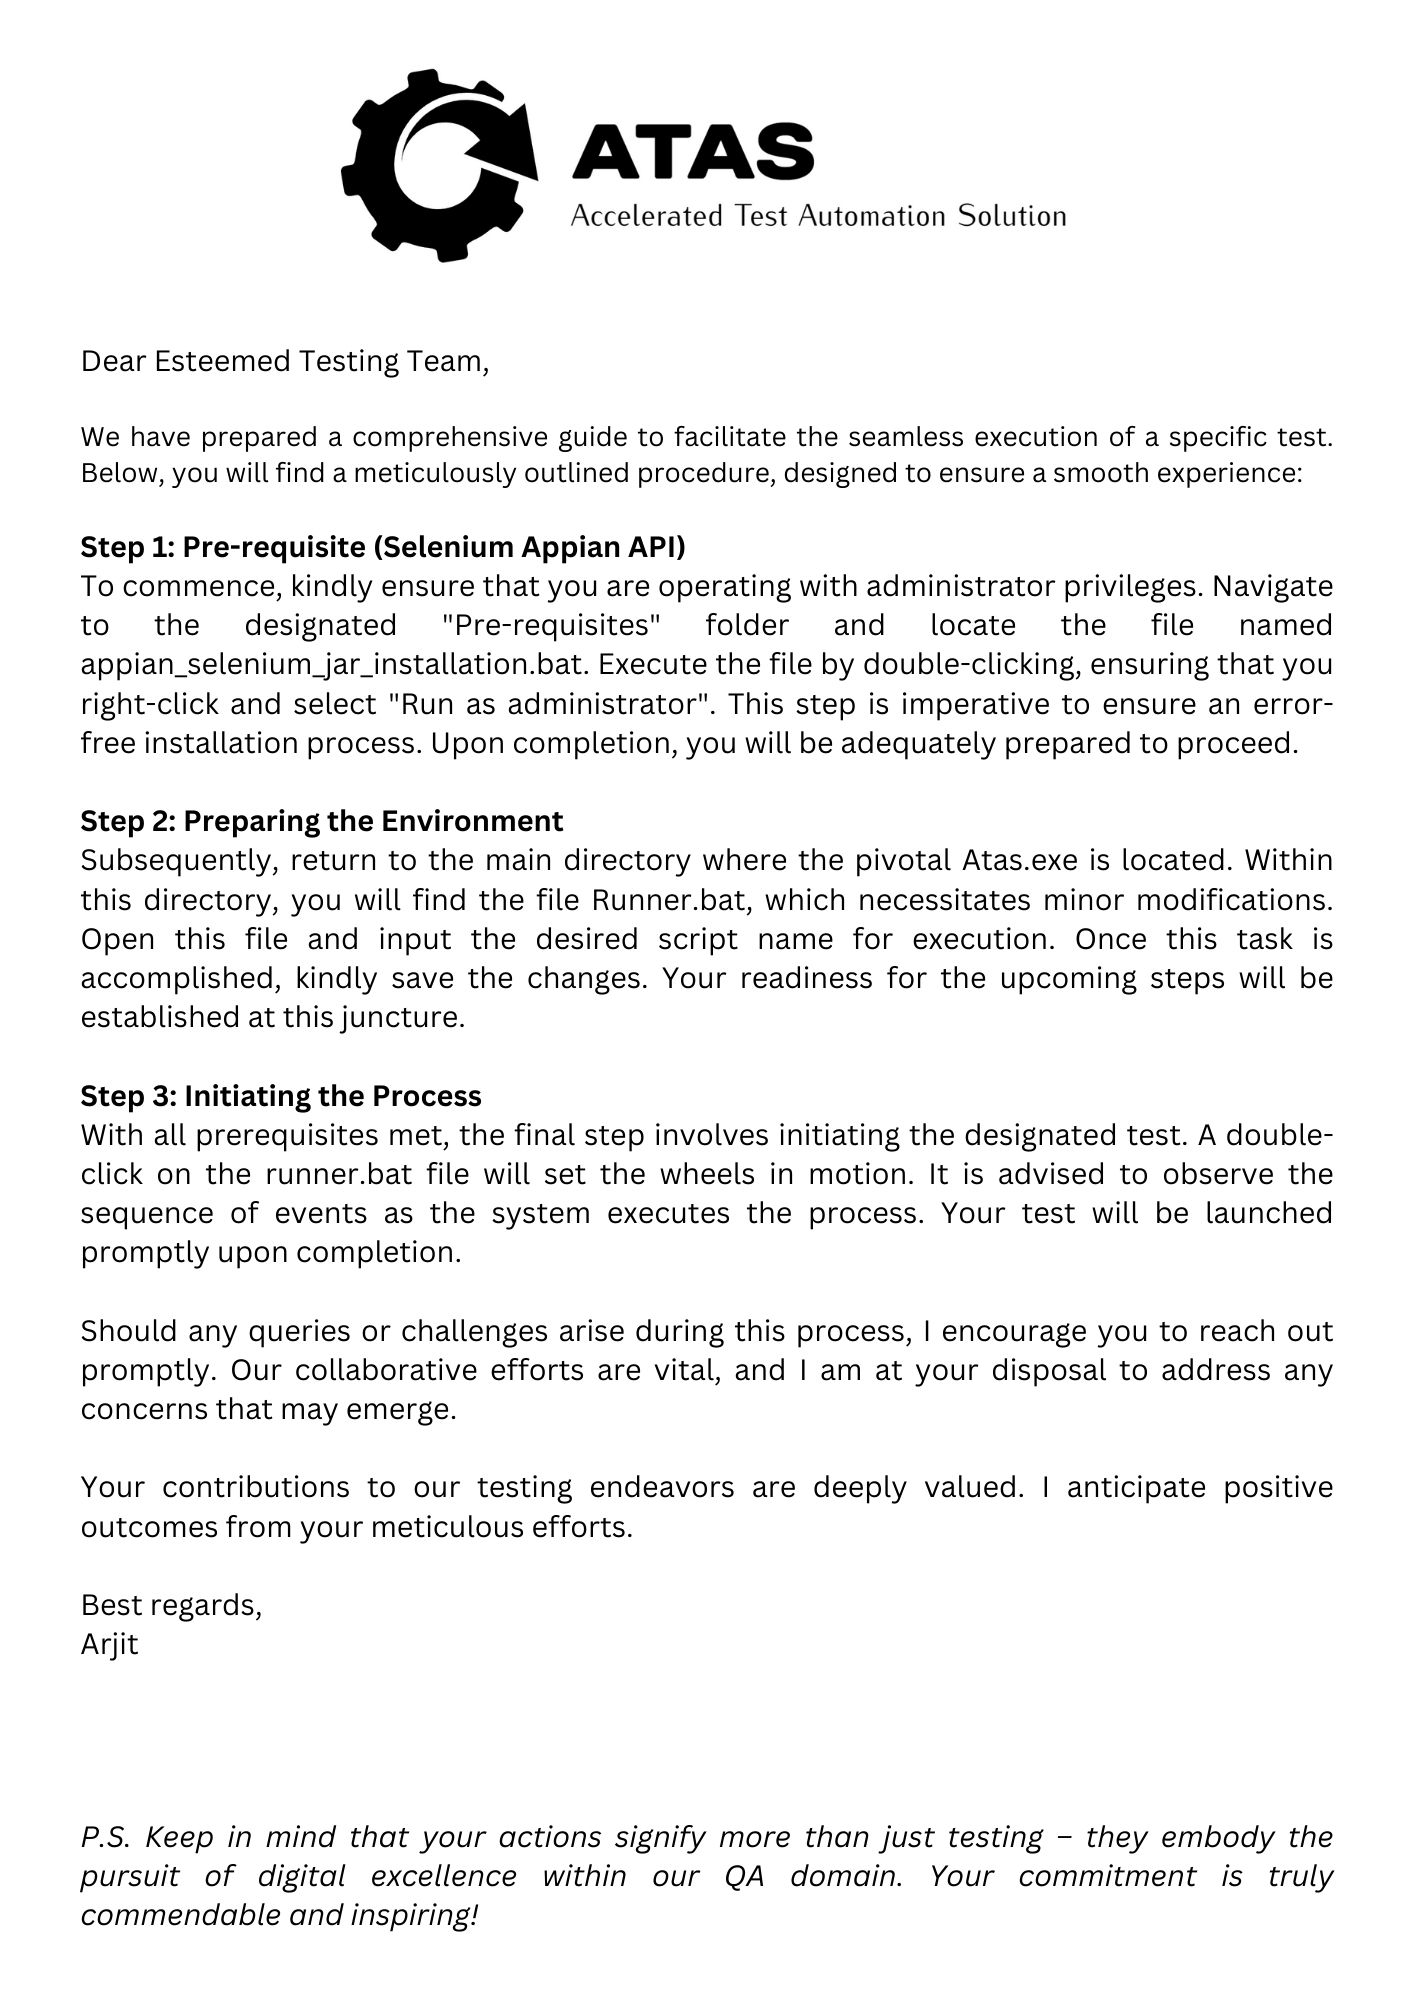 ATAS
Accelerated Test Automation Solution
Dear Esteemed Testing Team,
We have prepared a comprehensive guide to facilitate the seamless execution of a specific test.
Below, you will find a meticulously outlined procedure, designed to ensure a smooth experience:
Step 1: Pre-requisite (Selenium Appian API)
To commence, kindly ensure that you are operating with administrator privileges. Navigate
to the designated "Pre-requisites" folder and locate the file named
appian_selenium_jar_installation.bat. Execute the file by double-clicking, ensuring that you
right-click and select "Run as administrator". This step is imperative to ensure an error-
free installation process. Upon completion, you will be adequately prepared to proceed.
Step 2: Preparing the Environment
Subsequently, return to the main directory where the pivotal Atas.exe is located. Within
this directory, you will find the file Runner.bat, which necessitates minor modifications.
Open this file and input the desired script name for execution. Once this task is
accomplished, kindly save the changes. Your readiness for the upcoming steps will be
established at this juncture.
Step 3: Initiating the Process
With all prerequisites met, the final step involves initiating the designated test. A double-
click on the runner.bat file will set the wheels in motion. It is advised to observe the
sequence of events as the system executes the process. Your test will be launched
promptly upon completion.
Should any queries or challenges arise during this process, I encourage you to reach out
promptly. Our collaborative efforts are vital, and I am at your disposal to address any
concerns that may emerge.
Your contributions to our testing endeavors are deeply valued. I anticipate positive
outcomes from your meticulous efforts.
Best regards,
Arjit
P.S. Keep in mind that your actions signify more than just testing – they embody the
pursuit of digital excellence within our QA domain. Your commitment is truly
commendable and inspiring!